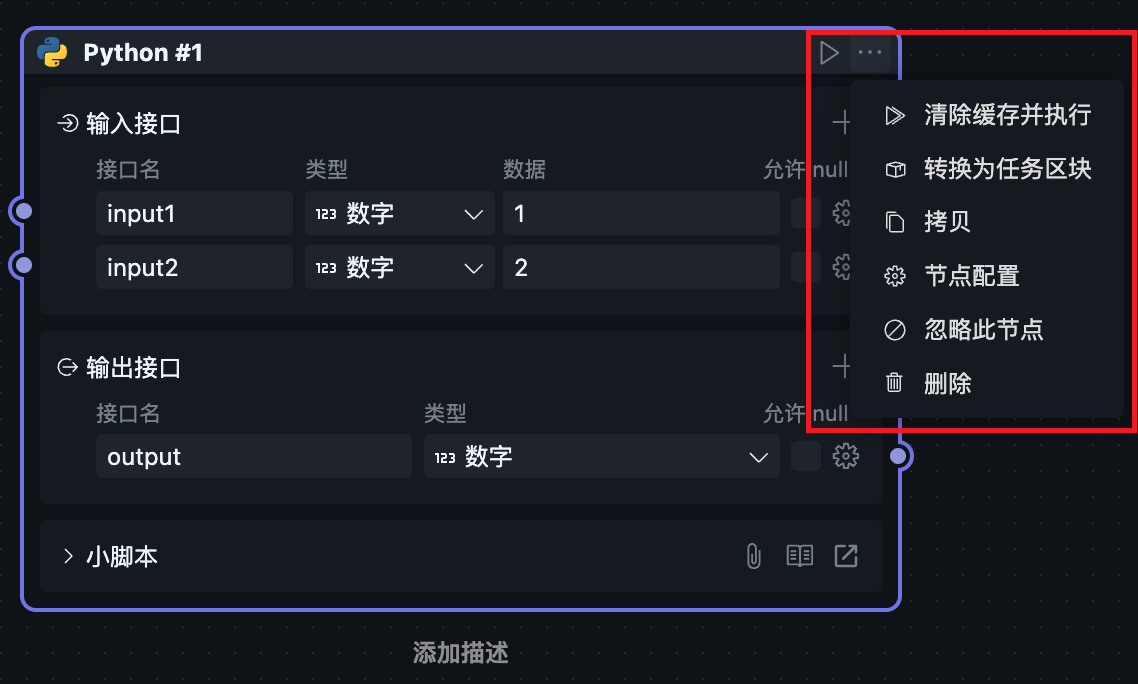 Python #1
输入接口
接口名 类型 数据 允许 null
input1 123 数字 1
input2 123 数字 2
输出接口
接口名 类型 允许 null
output 123 数字
小脚本
添加描述
清除缓存并执行
转换为任务区块
拷贝
节点配置
忽略此节点
删除